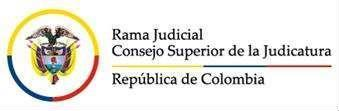 Rama Judicial
Consejo Superior de la Judicatura
República de Colombia